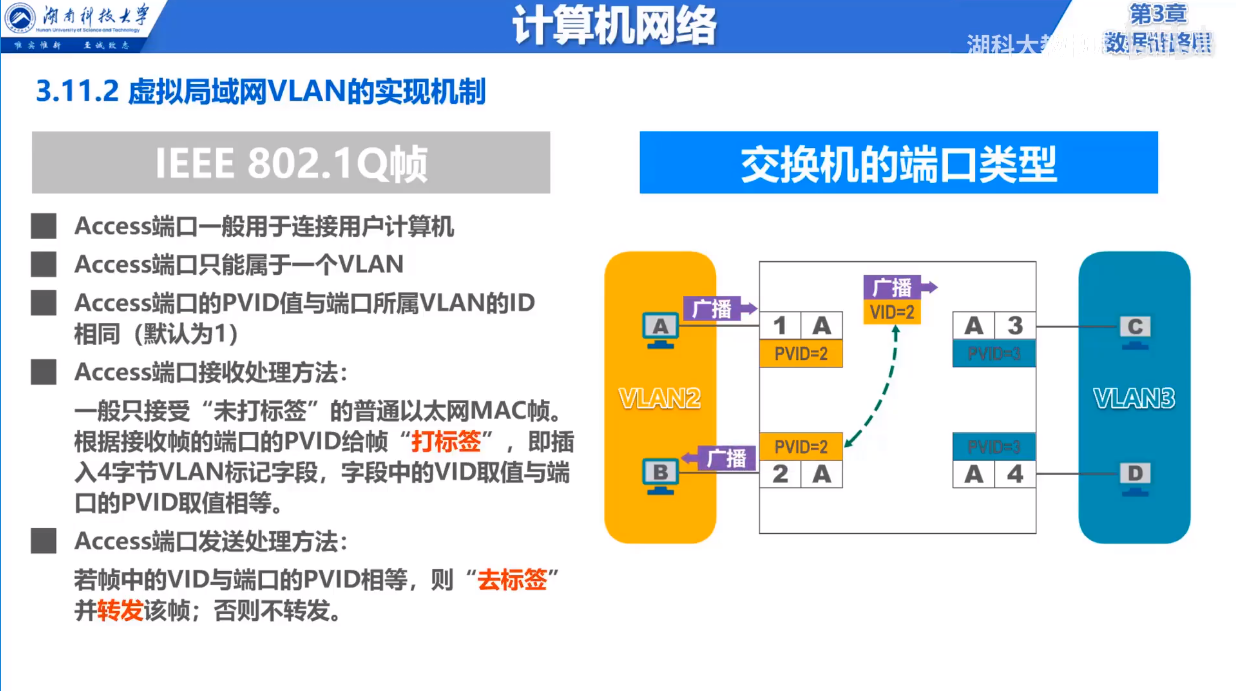 湖南科技大学
Hunan University of Science and Technology
唯实惟新 至诚致志
计算机网络
第3章
数据链路层
湖科大教
3.11.2 虚拟局域网VLAN的实现机制
IEEE 802.1Q帧
交换机的端口类型
Access端口一般用于连接用户计算机
Access端口只能属于一个VLAN
Access端口的PVID值与端口所属VLAN的ID
相同（默认为1）
Access端口接收处理方法：
一般只接受“未打标签”的普通以太网MAC帧。
根据接收帧的端口的PVID给帧“打标签”，即插
入4字节VLAN标记字段，字段中的VID取值与端
口的PVID取值相等。
Access端口发送处理方法：
若帧中的VID与端口的PVID相等，则“去标签”
并转发该帧；否则不转发。
VLAN2
A
B
广播
1 A
PVID=2
广播
VID=2
A 3
PVID=3
C
VLAN3
PVID=2
2 A
广播
PVID=3
A 4
D